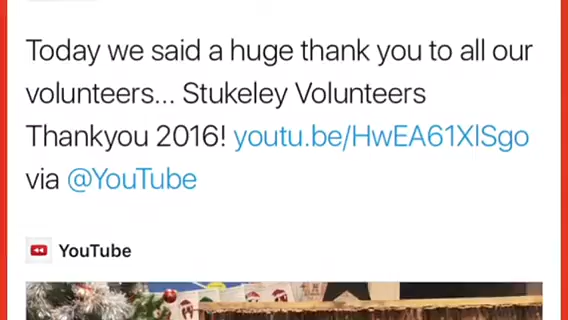 Today we said a huge thank you to all our
volunteers... Stukeley Volunteers
Thankyou 2016! youtu.be/HwEA61XlSgo
via @YouTube
YouTube